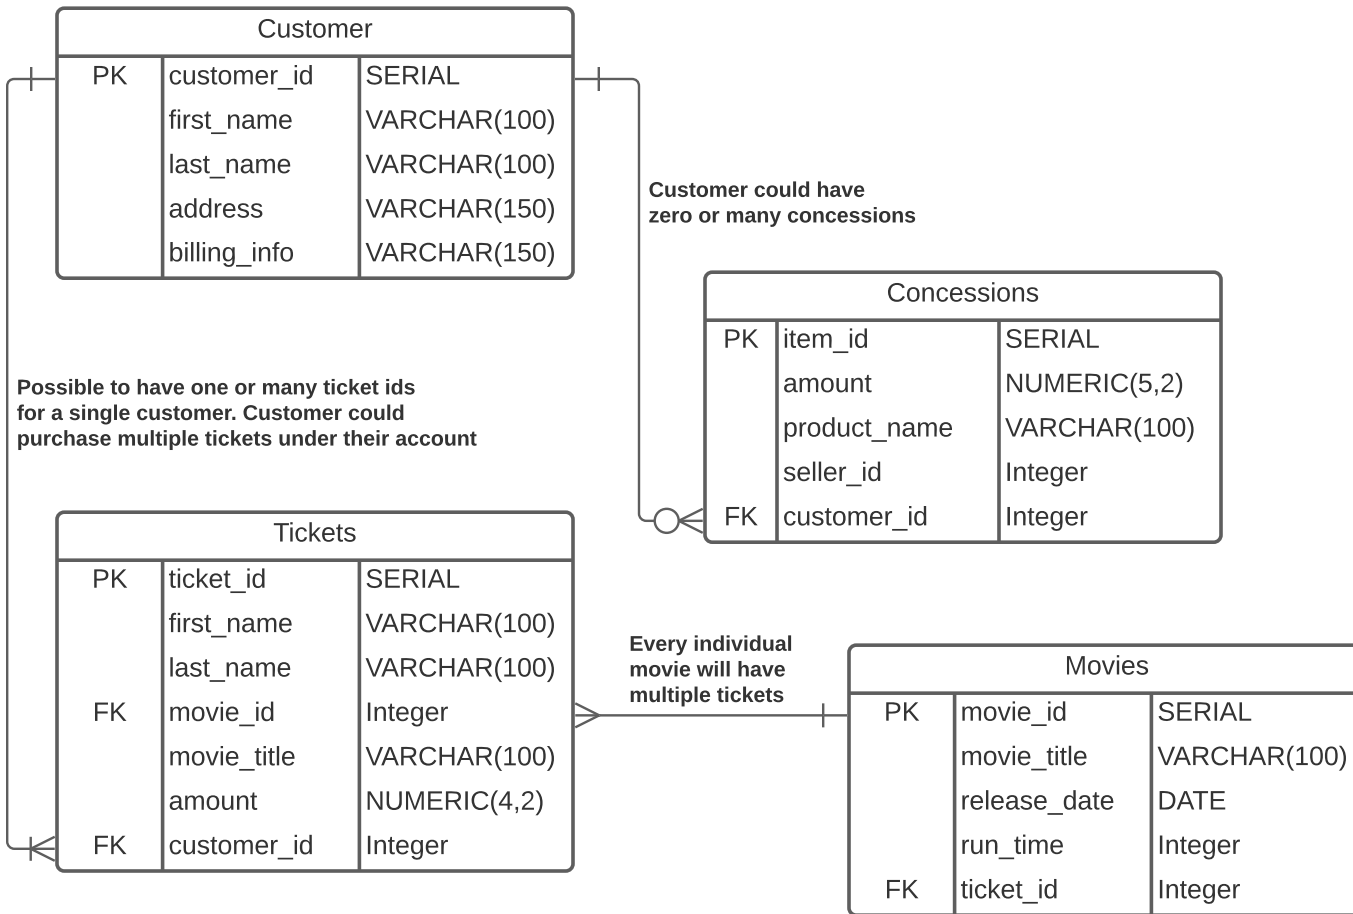 Customer
PK customer_id SERIAL
first_name VARCHAR(100)
last_name VARCHAR(100)
address VARCHAR(150)
billing_info VARCHAR(150)
Customer could have
zero or many concessions
Concessions
PK item_id SERIAL
amount NUMERIC(5,2)
product_name VARCHAR(100)
seller_id Integer
FK customer_id Integer
Possible to have one or many ticket ids
for a single customer. Customer could
purchase multiple tickets under their account
Tickets
PK ticket_id SERIAL
first_name VARCHAR(100)
last_name VARCHAR(100)
FK movie_id Integer
movie_title VARCHAR(100)
amount NUMERIC(4,2)
FK customer_id Integer
Every individual
movie will have
multiple tickets
Movies
PK movie_id SERIAL
movie_title VARCHAR(100)
release_date DATE
run_time Integer
FK ticket_id Integer